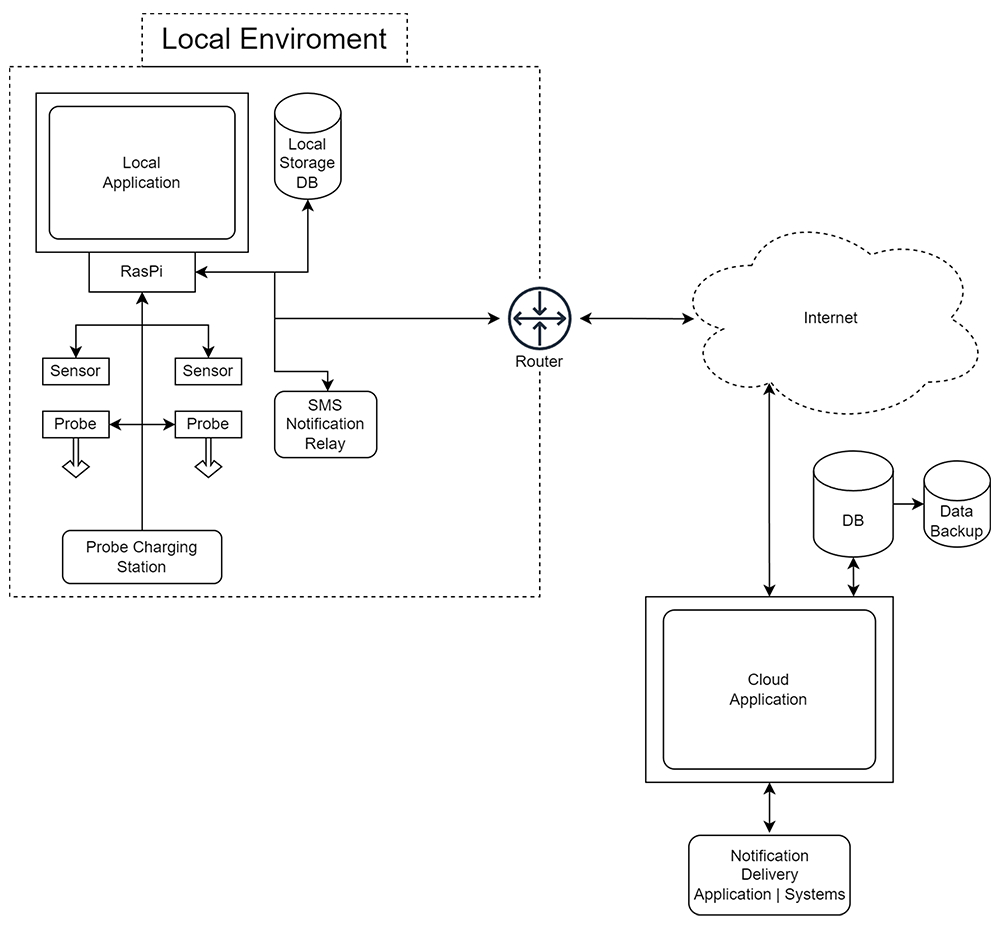 Local Enviroment
Local
Application
Local
Storage
DB
RasPi
Sensor
Sensor
Probe
Probe
SMS
Notification
Relay
Probe Charging
Station
Router
Internet
DB
Data
Backup
Cloud
Application
Notification
Delivery
Application | Systems